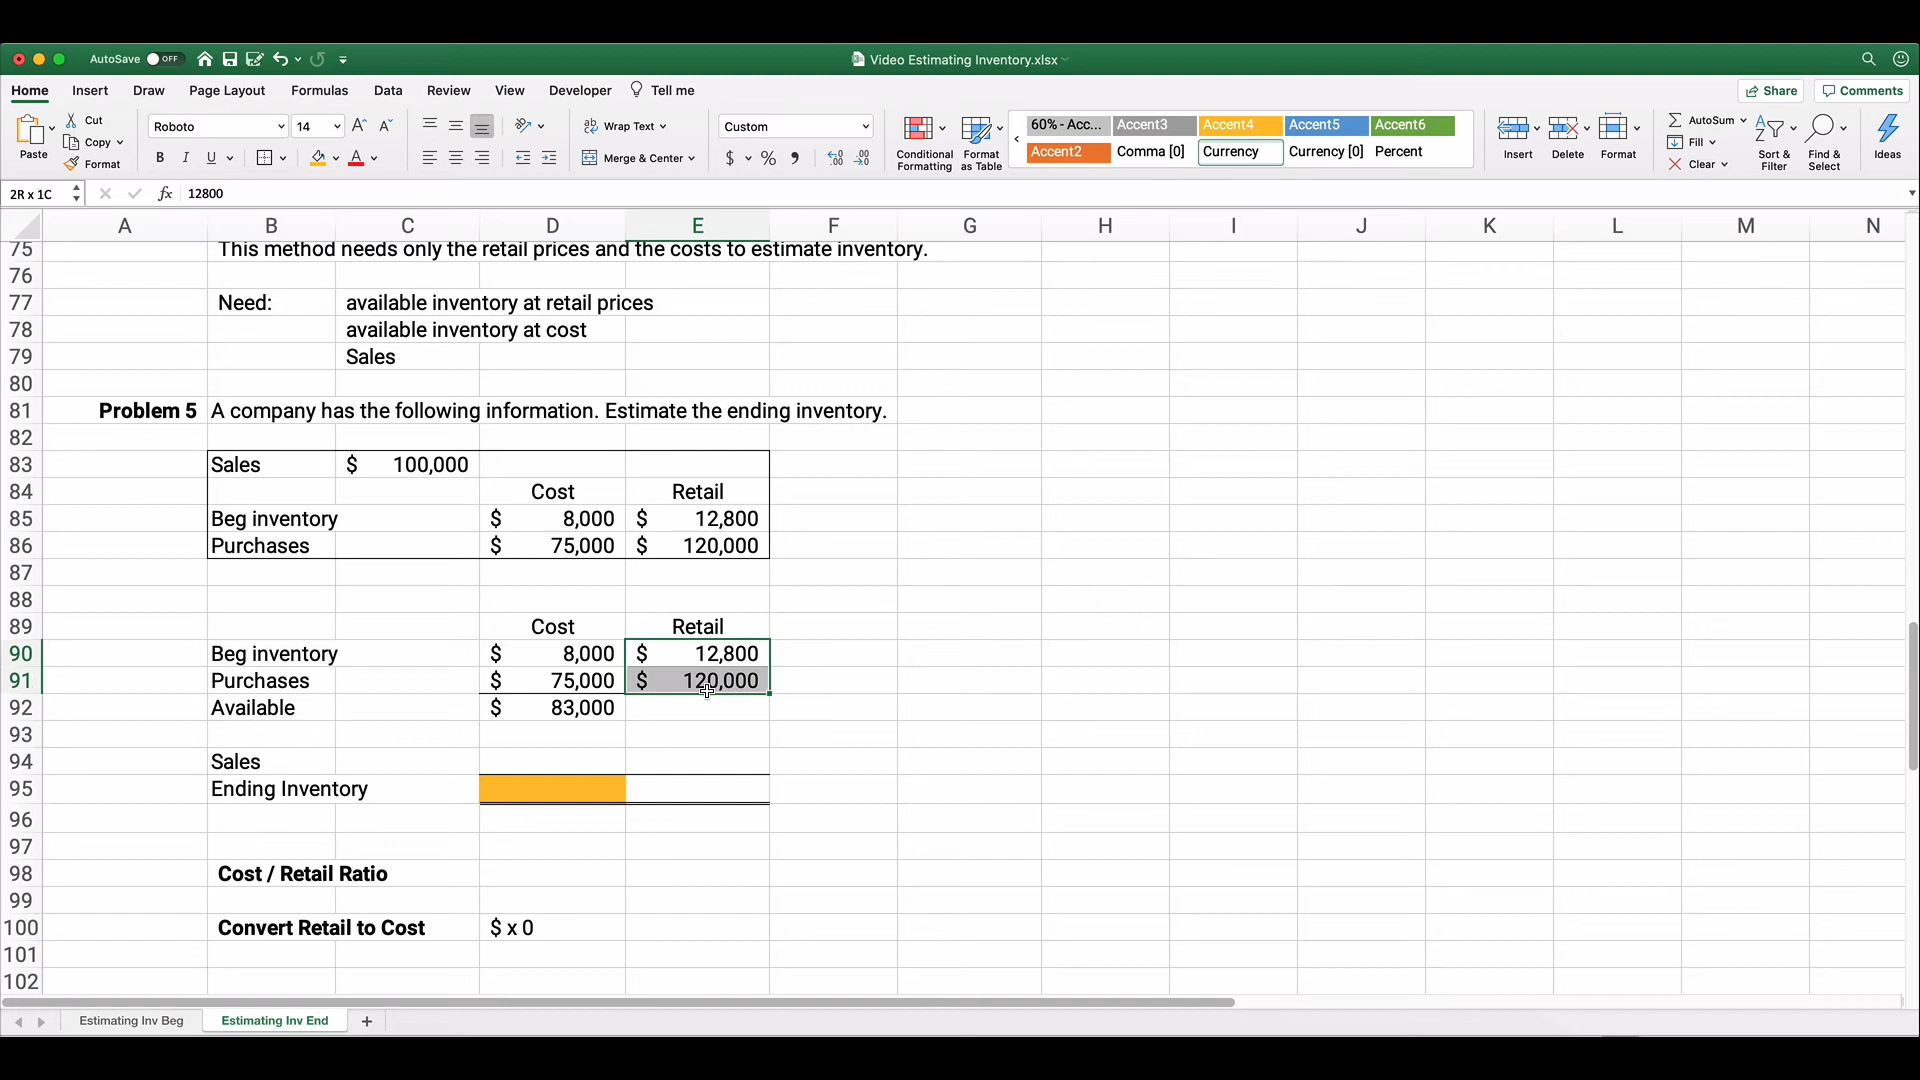 AutoSave OFF Video Estimating Inventory.xlsx
Home Insert Draw Page Layout Formulas Data Review View Developer Tell me Share Comments
Paste Cut Copy Format
Roboto 14 A A
B I U A
Wrap Text
Merge & Center
Custom
$ % 9
Conditional Formatting
Format as Table
60% - Acc... Accent3 Accent4 Accent5 Accent6
Accent2 Comma [0] Currency Currency [0] Percent
Insert Delete Format
AutoSum
Fill
Clear
Sort & Filter
Find & Select
Ideas
2R x 1C fx 12800
A B C D E F G H I J K L M N
75 This method needs only the retail prices and the costs to estimate inventory.
76
77 Need: available inventory at retail prices
78 available inventory at cost
79 Sales
80
81 Problem 5 A company has the following information. Estimate the ending inventory.
82
83 Sales $ 100,000
84 Cost Retail
85 Beg inventory $ 8,000 $ 12,800
86 Purchases $ 75,000 $ 120,000
87
88
89 Cost Retail
90 Beg inventory $ 8,000 $ 12,800
91 Purchases $ 75,000 $ 120,000
92 Available $ 83,000
93
94 Sales
95 Ending Inventory
96
97
98 Cost / Retail Ratio
99
100 Convert Retail to Cost $ x 0
101
102
Estimating Inv Beg Estimating Inv End +